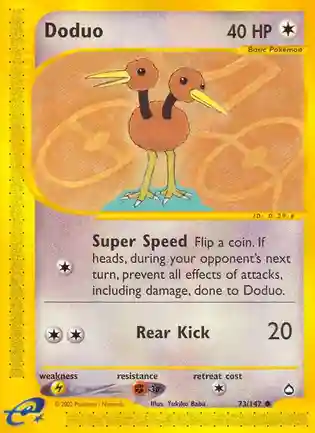 Doduo
40 HP
Basic Pokémon
Super Speed Flip a coin. If
heads, during your opponent's next
turn, prevent all effects of attacks,
including damage, done to Doduo.
Rear Kick 20
weakness resistance retreat cost
-30
Illus. Yukiko Baba
73/147
e